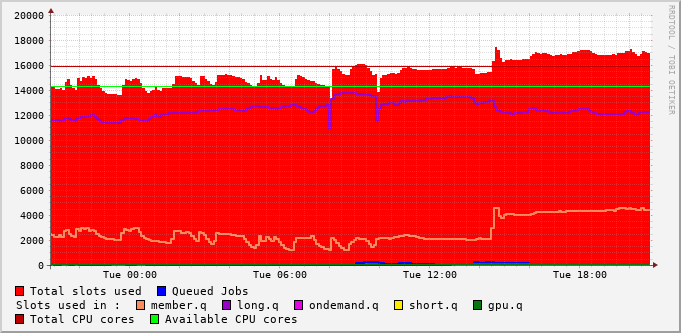 20000
18000
16000
14000
12000
10000
8000
6000
4000
2000
0
Tue 00:00 Tue 06:00 Tue 12:00 Tue 18:00
Total slots used Queued Jobs
Slots used in : member.q long.q ondemand.q short.q gpu.q
Total CPU cores Available CPU cores
RRDTOOL / TOBI OETIKER